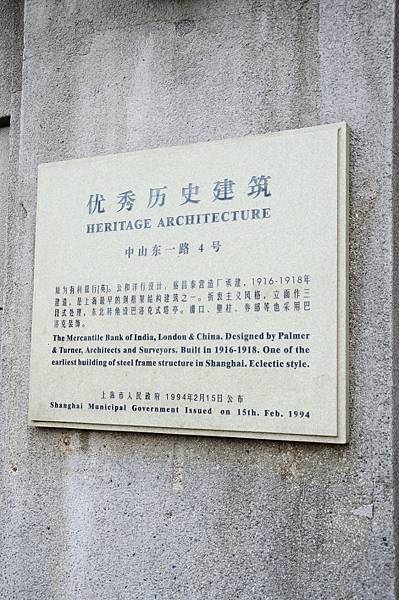 优秀历史建筑
HERITAGE ARCHITECTURE
中山东一路 4 号
原为有利银行[英]。公和洋行设计，裕昌泰营造厂承建，1916-1918年
建造，是上海最早的钢框架结构建筑之一。折衷主义风格，立面作三
段式处理，东北转角设巴洛克式塔亭。檐口、壁柱、 等也采用巴
洛克装饰。
The Mercantile Bank of India, London & China. Designed by Palmer
& Turner, Architects and Surveyors. Built in 1916-1918. One of the
earliest building of steel frame structure in Shanghai. Eclectic style.
上海市人民政府 1994年2月15日公布
Shanghai Municipal Government Issued on 15th. Feb. 1994